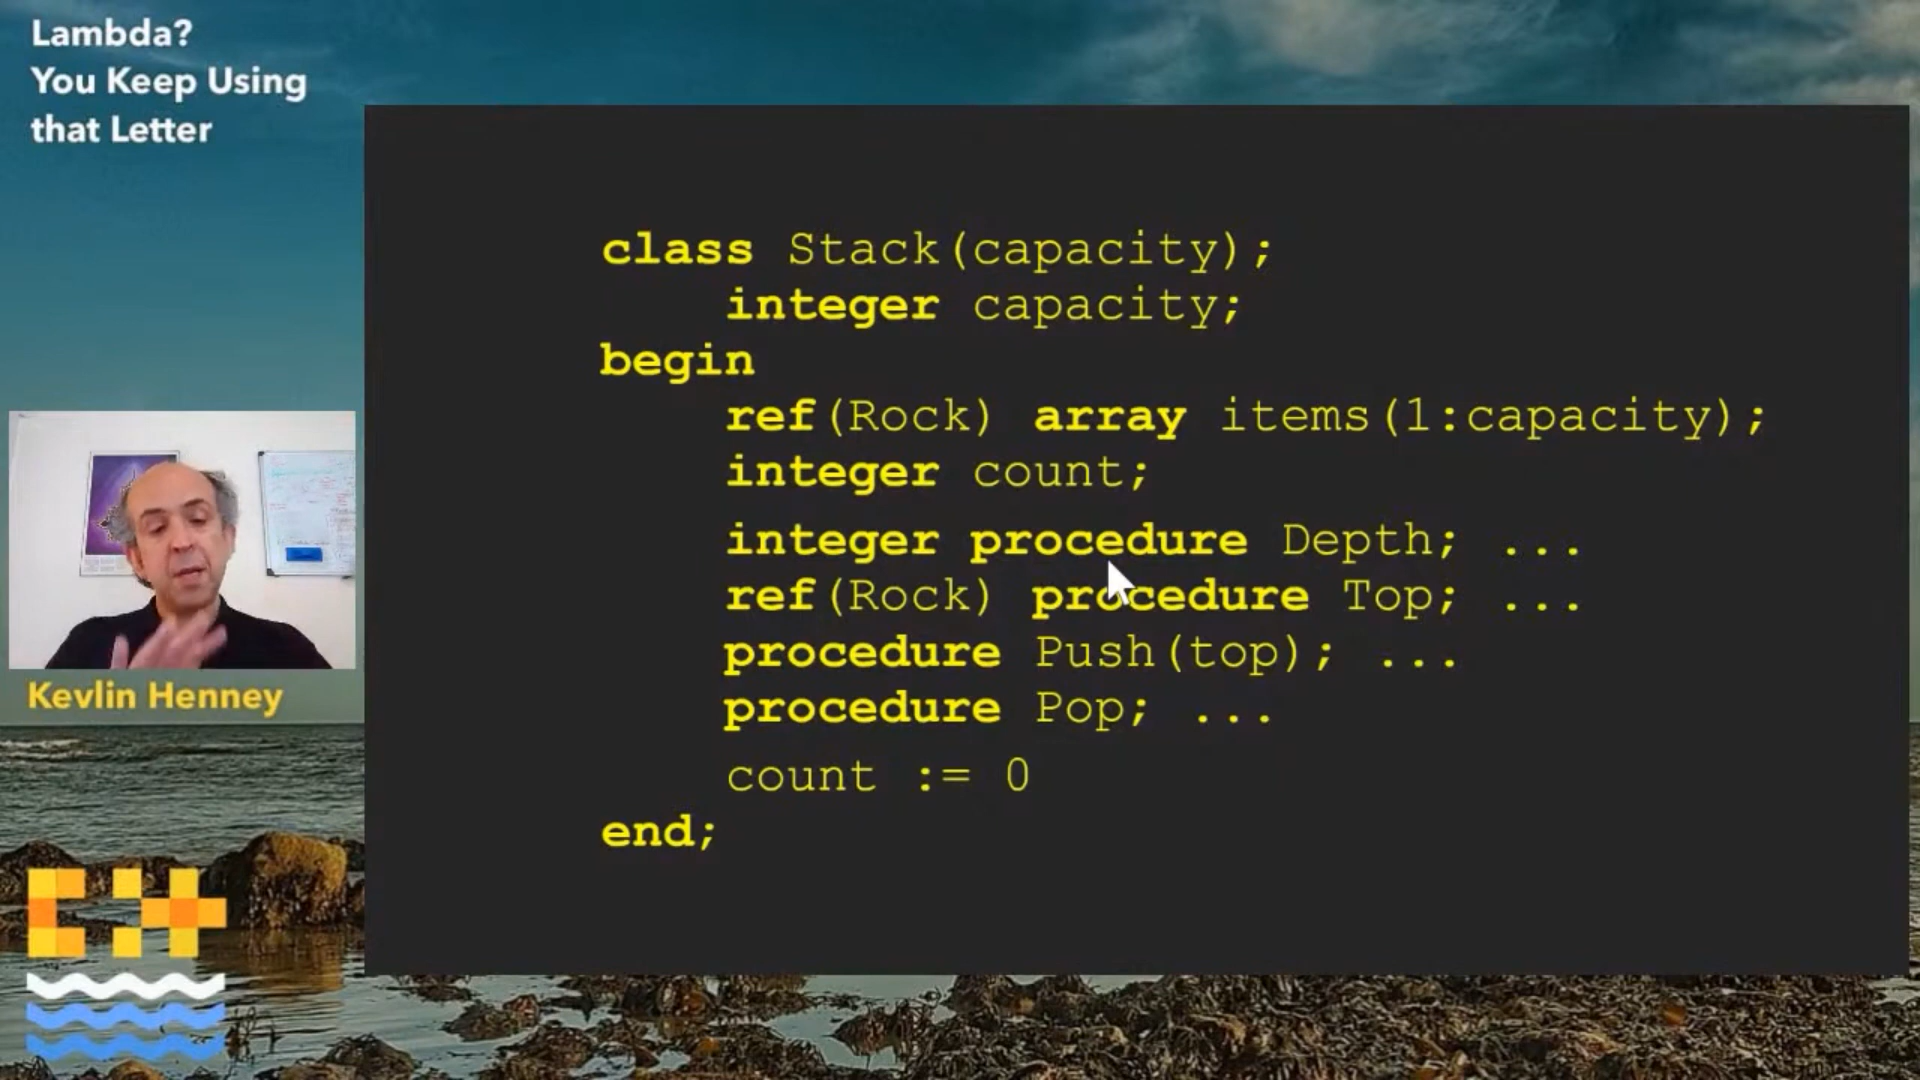 Lambda?
You Keep Using
that Letter
class Stack(capacity);
integer capacity;
begin
ref(Rock) array items(1:capacity);
integer count;
integer procedure Depth; ...
ref(Rock) procedure Top; ...
procedure Push(top); ...
procedure Pop; ...
count := 0
end;
Kevlin Henney